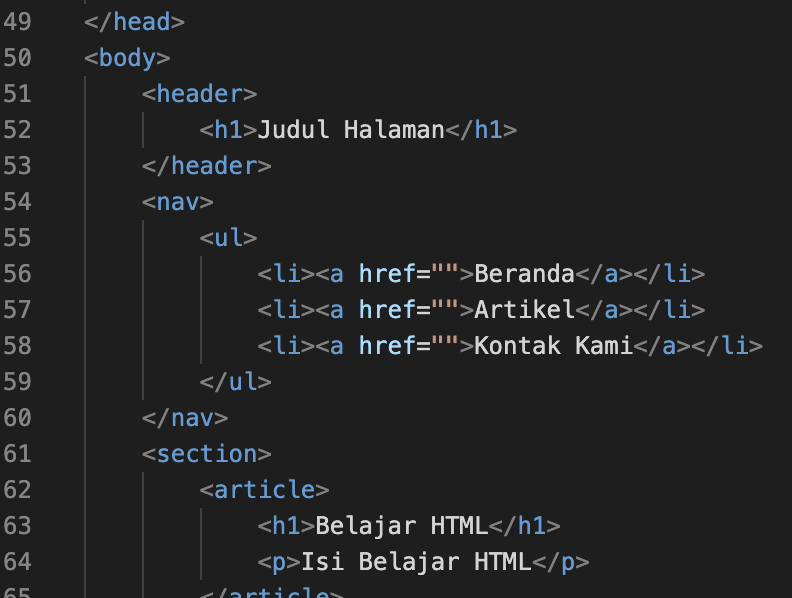 49 </head>
50 <body>
51 <header>
52 <h1>Judul Halaman</h1>
53 </header>
54 <nav>
55 <ul>
56 <li><a href="">Beranda</a></li>
57 <li><a href="">Artikel</a></li>
58 <li><a href="">Kontak Kami</a></li>
59 </ul>
60 </nav>
61 <section>
62 <article>
63 <h1>Belajar HTML</h1>
64 <p>Isi Belajar HTML</p>
65 </article>